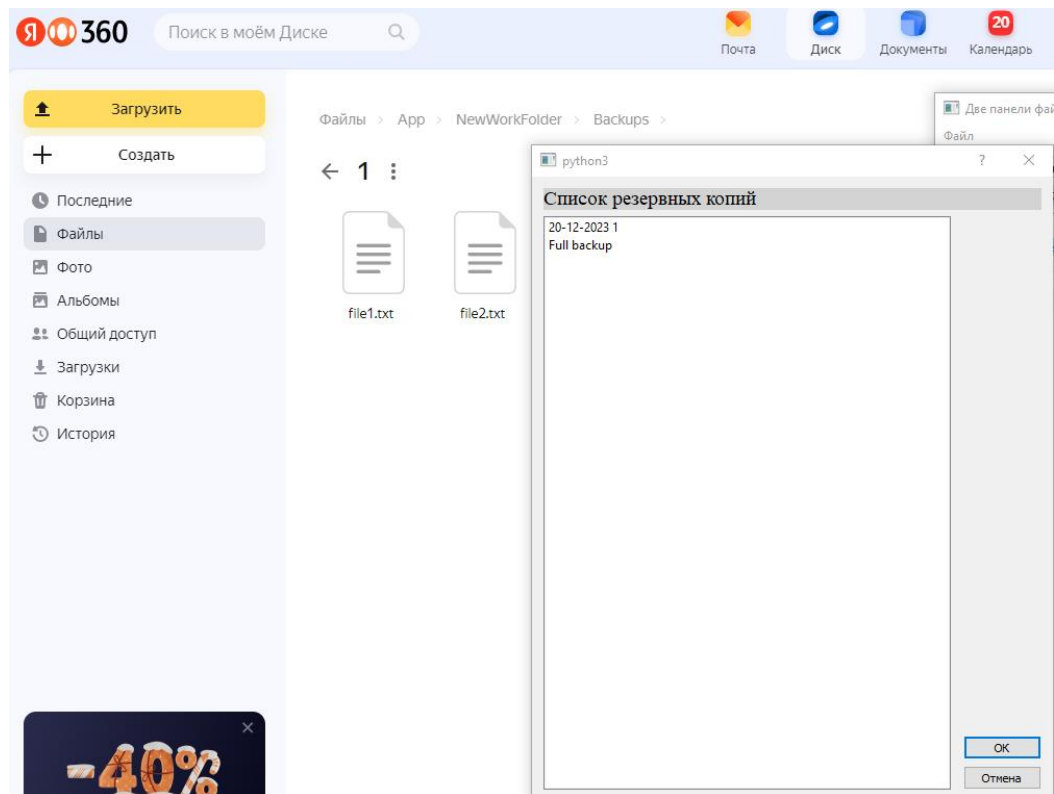 Я 360
Поиск в моём Диске
Почта
Диск
Документы
20
Календарь
Загрузить
Создать
Последние
Файлы
Фото
Альбомы
Общий доступ
Загрузки
Корзина
История
-40%
Файлы > App > NewWorkFolder > Backups >
← 1
file1.txt
file2.txt
Две панели фай
Файл
python3
? ×
Список резервных копий
20-12-2023 1
Full backup
OK
Отмена